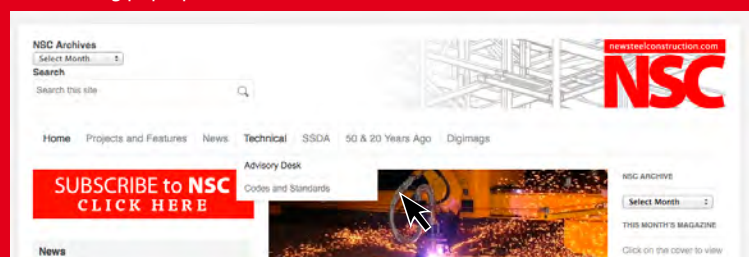 NSC Archives
Select Month
Search
Search this site
newsteelconstruction.com
NSC
Home Projects and Features News Technical SSDA 50 & 20 Years Ago Digimags
Advisory Desk
Codes and Standards
SUBSCRIBE to NSC
CLICK HERE
News
NSC ARCHIVE
Select Month
THIS MONTH'S MAGAZINE
Click on the cover to view